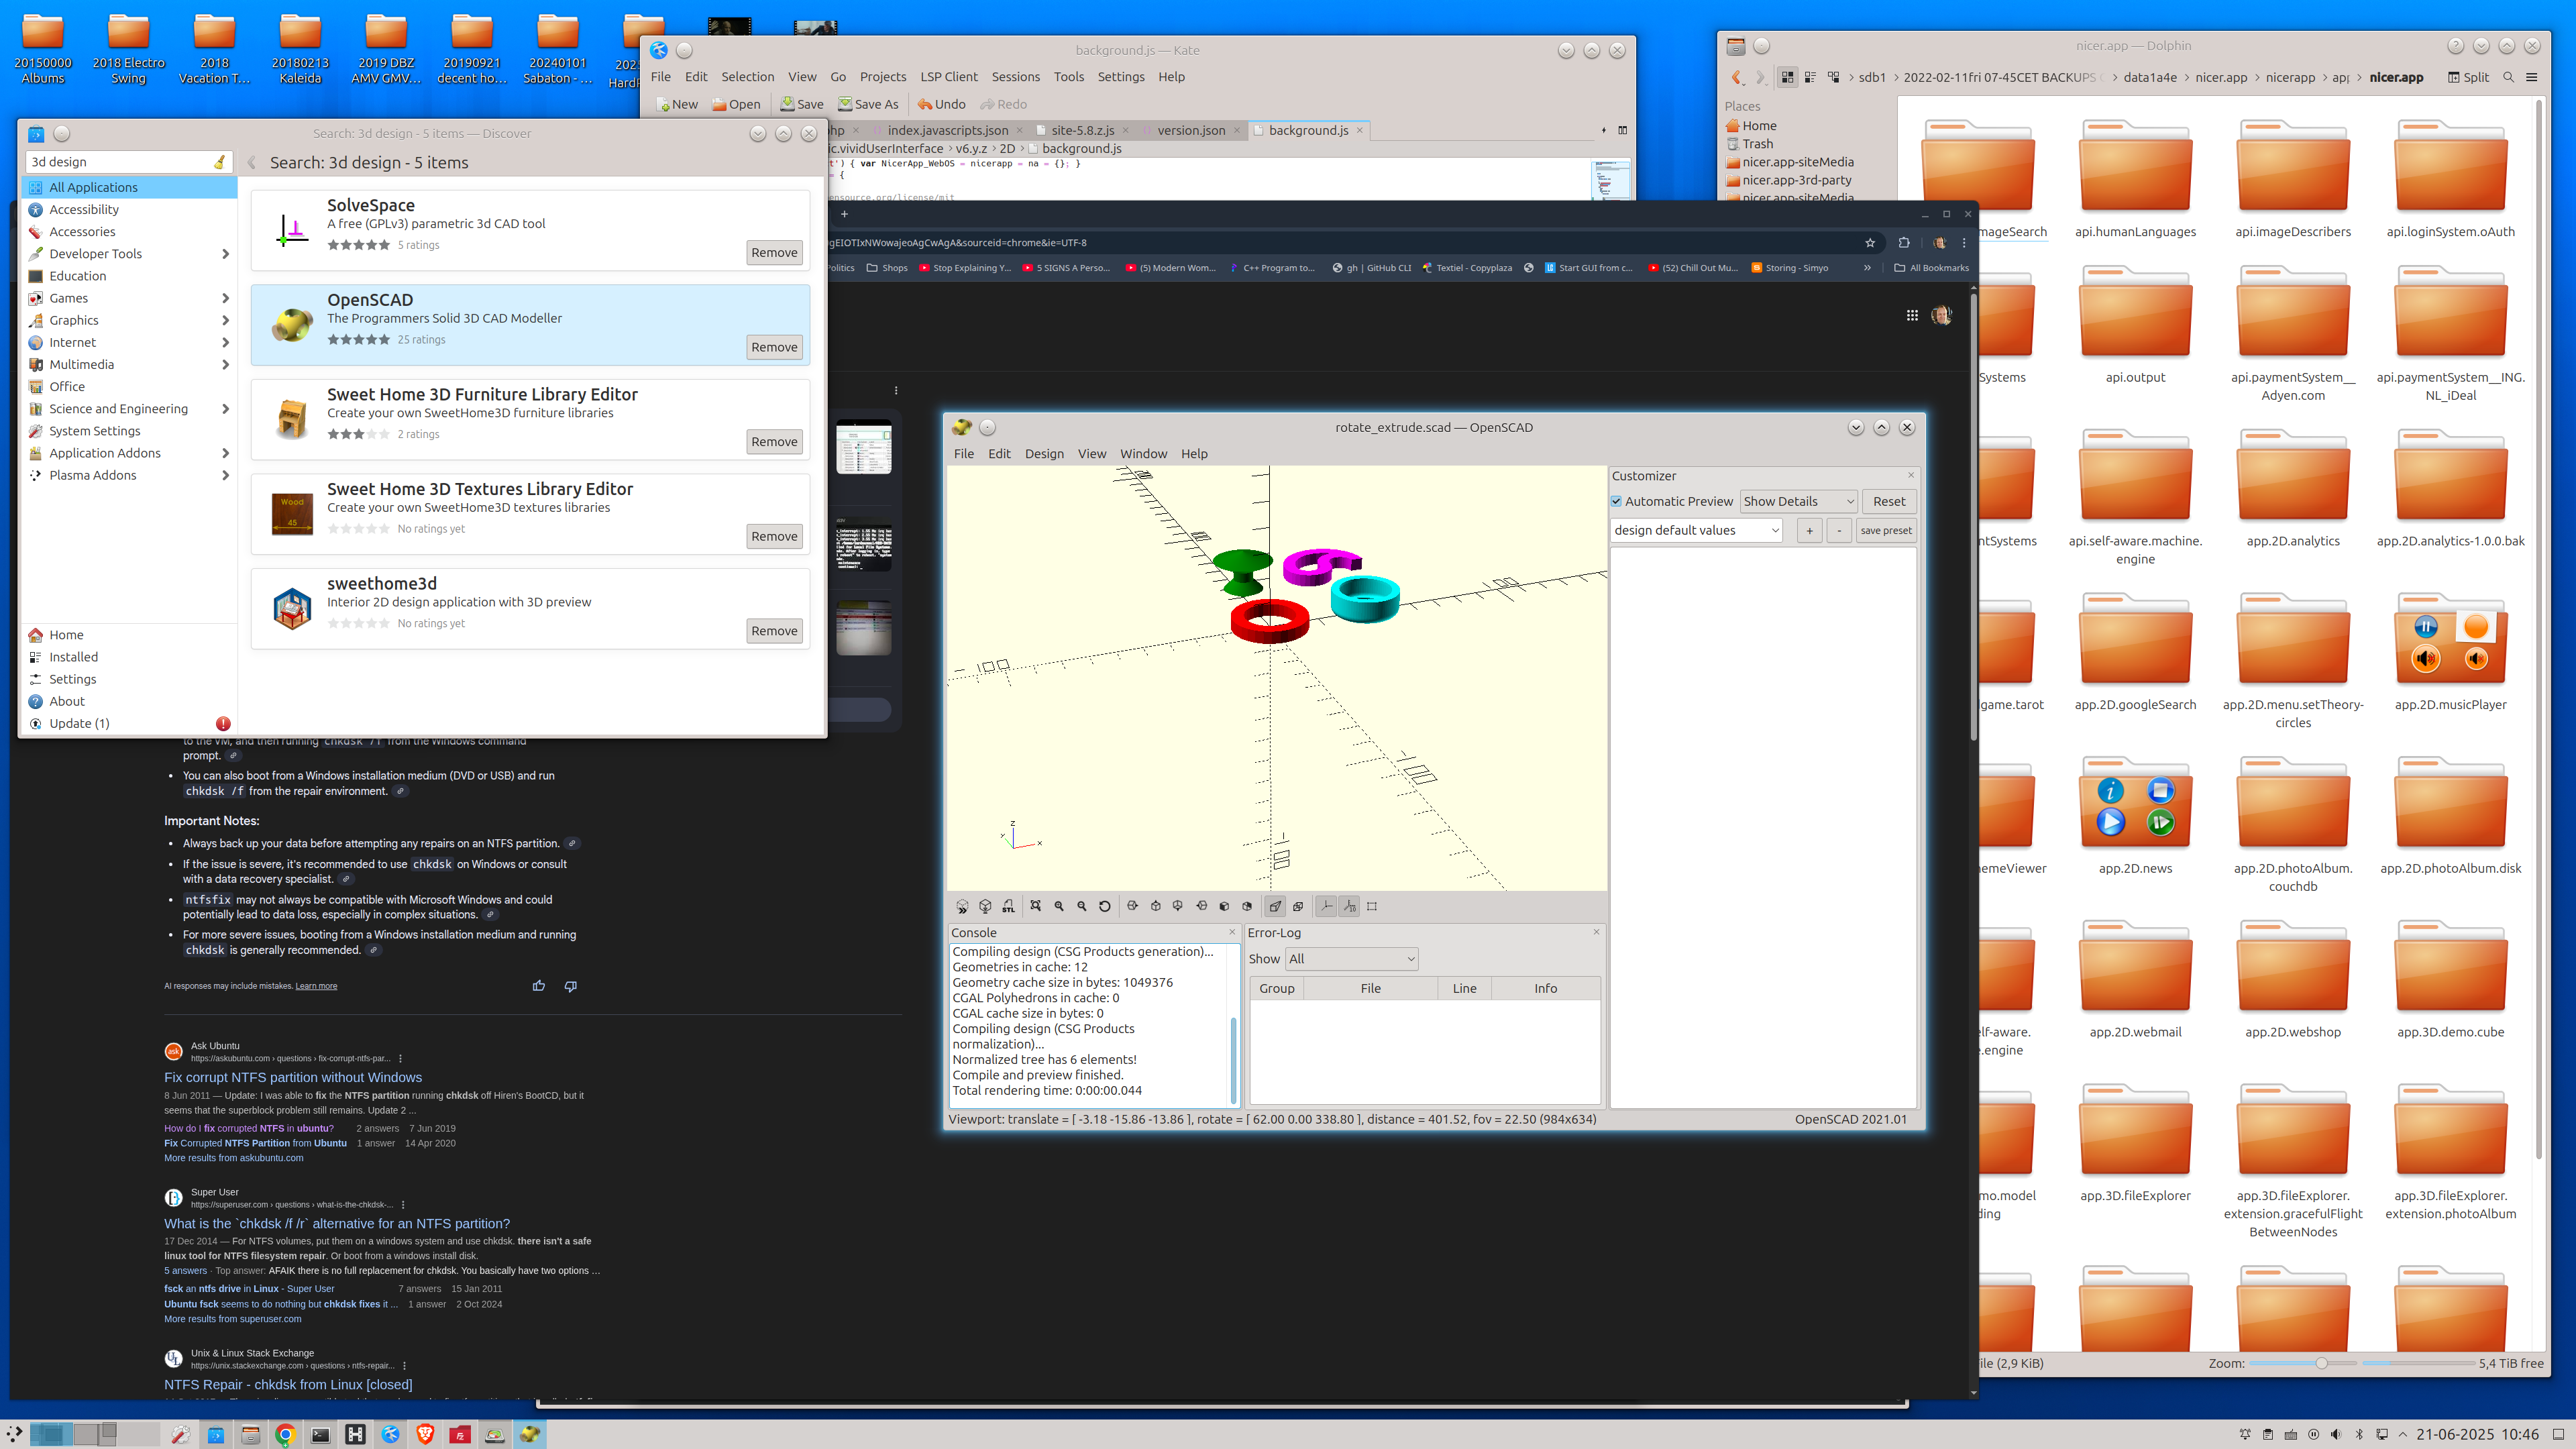 20150000 Albums
2018 Electro Swing
2018 Vacation T...
20180213 Kaleida
2019 DBZ AMV GMV...
20190921 decent ho...
20240101 Sabaton - ...
background.js — Kate
File Edit Selection View Go Projects LSP Client Sessions Tools Settings Help
New Open Save Save As Undo Redo
index.javascripts.json site-5.8.z.js version.json background.js
ic.vividUserInterface v6.y.z 2D background.js
t') { var NicerApp_WebOS = nicerapp = na = {}; }
= {
ensource.org/license/mit
nicer.app — Dolphin
sdb1 2022-02-11fri 07-45CET BACKUPS data1a4e nicer.app nicerapp app nicer.app Split
Places
Home
Trash
nicer.app-siteMedia
nicer.app-3rd-party
nicer.app-siteMedia
mageSearch
api.humanLanguages
api.imageDescribers
api.loginSystem.oAuth
Systems
api.output
api.paymentSystem__
Adyen.com
api.paymentSystem__ING.
NL_iDeal
ntSystems
api.self-aware.machine.
engine
app.2D.analytics
app.2D.analytics-1.0.0.bak
game.tarot
app.2D.googleSearch
app.2D.menu.setTheory-
circles
app.2D.musicPlayer
hemeViewer
app.2D.news
app.2D.photoAlbum.
couchdb
app.2D.photoAlbum.disk
elf-aware.
e.engine
app.2D.webmail
app.2D.webshop
app.3D.demo.cube
mo.model
ding
app.3D.fileExplorer
app.3D.fileExplorer.
extension.gracefulFlight
BetweenNodes
app.3D.fileExplorer.
extension.photoAlbum
ile (2,9 KiB)
Zoom:
5,4 TiB free
Search: 3d design - 5 items — Discover
3d design
Search: 3d design - 5 items
All Applications
Accessibility
Accessories
Developer Tools
Education
Games
Graphics
Internet
Multimedia
Office
Science and Engineering
System Settings
Application Addons
Plasma Addons
Home
Installed
Settings
About
Update (1)
SolveSpace
A free (GPLv3) parametric 3d CAD tool
5 ratings
Remove
OpenSCAD
The Programmers Solid 3D CAD Modeller
25 ratings
Remove
Sweet Home 3D Furniture Library Editor
Create your own SweetHome3D furniture libraries
2 ratings
Remove
Wood
45
Sweet Home 3D Textures Library Editor
Create your own SweetHome3D textures libraries
No ratings yet
Remove
sweethome3d
Interior 2D design application with 3D preview
No ratings yet
Remove
gEIOTIxNWowajeoAgCwAgA&sourceid=chrome&ie=UTF-8
Politics Shops Stop Explaining Y... 5 SIGNS A Perso... (5) Modern Wom... C++ Program to... gh | GitHub CLI Textiel - Copyplaza Start GUI from c... (52) Chill Out Mu... Storing - Simyo All Bookmarks
to the VM, and then running chkdsk /f from the Windows command
prompt.
You can also boot from a Windows installation medium (DVD or USB) and run
chkdsk /f from the repair environment.
Important Notes:
Always back up your data before attempting any repairs on an NTFS partition.
If the issue is severe, it's recommended to use chkdsk on Windows or consult
with a data recovery specialist.
ntfsfix may not always be compatible with Microsoft Windows and could
potentially lead to data loss, especially in complex situations.
For more severe issues, booting from a Windows installation medium and running
chkdsk is generally recommended.
AI responses may include mistakes. Learn more
Ask Ubuntu
https://askubuntu.com › questions › fix-corrupt-ntfs-par...
Fix corrupt NTFS partition without Windows
8 Jun 2011 — Update: I was able to fix the NTFS partition running chkdsk off Hiren's BootCD, but it
seems that the superblock problem still remains. Update 2 ...
How do I fix corrupted NTFS in ubuntu? 2 answers 7 Jun 2019
Fix Corrupted NTFS Partition from Ubuntu 1 answer 14 Apr 2020
More results from askubuntu.com
Super User
https://superuser.com › questions › what-is-the-chkdsk-...
What is the `chkdsk /f /r` alternative for an NTFS partition?
17 Dec 2014 — For NTFS volumes, put them on a windows system and use chkdsk. there isn't a safe
linux tool for NTFS filesystem repair. Or boot from a windows install disk.
5 answers · Top answer: AFAIK there is no full replacement for chkdsk. You basically have two options ...
fsck an ntfs drive in Linux - Super User 7 answers 15 Jan 2011
Ubuntu fsck seems to do nothing but chkdsk fixes it ... 1 answer 2 Oct 2024
More results from superuser.com
Unix & Linux Stack Exchange
https://unix.stackexchange.com › questions › ntfs-repair...
NTFS Repair - chkdsk from Linux [closed]
rotate_extrude.scad — OpenSCAD
File Edit Design View Window Help
Customizer
Automatic Preview Show Details Reset
design default values + - save preset
100
-100
-100
-100
z
y
x
STL
Console
Compiling design (CSG Products generation)...
Geometries in cache: 12
Geometry cache size in bytes: 1049376
CGAL Polyhedrons in cache: 0
CGAL cache size in bytes: 0
Compiling design (CSG Products
normalization)...
Normalized tree has 6 elements!
Compile and preview finished.
Total rendering time: 0:00:00.044
Error-Log
Show All
Group File Line Info
Viewport: translate = [ -3.18 -15.86 -13.86 ], rotate = [ 62.00 0.00 338.80 ], distance = 401.52, fov = 22.50 (984x634)
OpenSCAD 2021.01
21-06-2025 10:46